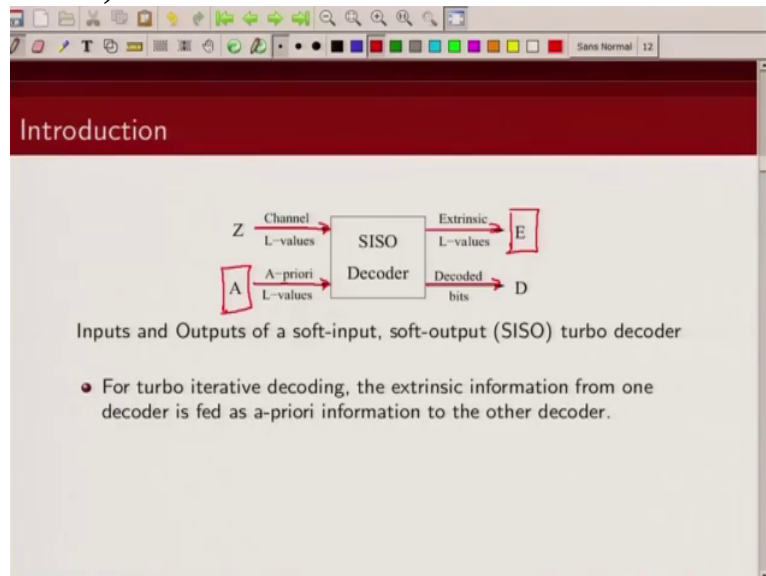 T
Sans Normal 12
Introduction
Z Channel L-values SISO Decoder Extrinsic L-values E
A A-priori L-values Decoded bits D
Inputs and Outputs of a soft-input, soft-output (SISO) turbo decoder
For turbo iterative decoding, the extrinsic information from one
decoder is fed as a-priori information to the other decoder.